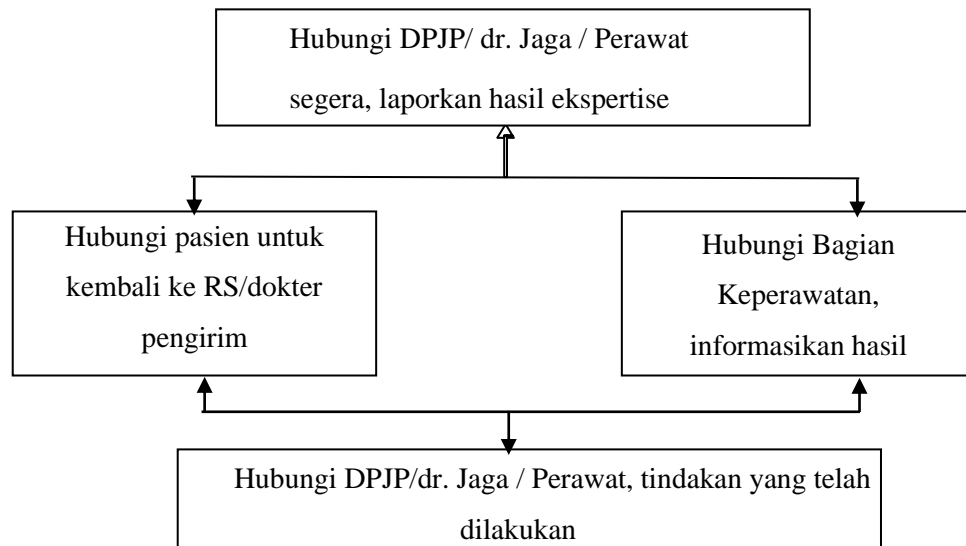 Hubungi DPJP/ dr. Jaga / Perawat
segera, laporkan hasil ekspertise
Hubungi pasien untuk
kembali ke RS/dokter
pengirim
Hubungi Bagian
Keperawatan,
informasikan hasil
Hubungi DPJP/dr. Jaga / Perawat, tindakan yang telah
dilakukan